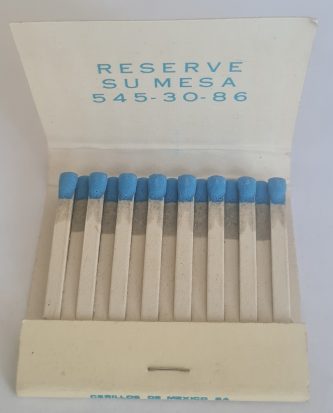 RESERVE
SU MESA
545-30-86
CERILLOS DE MEXICO SA